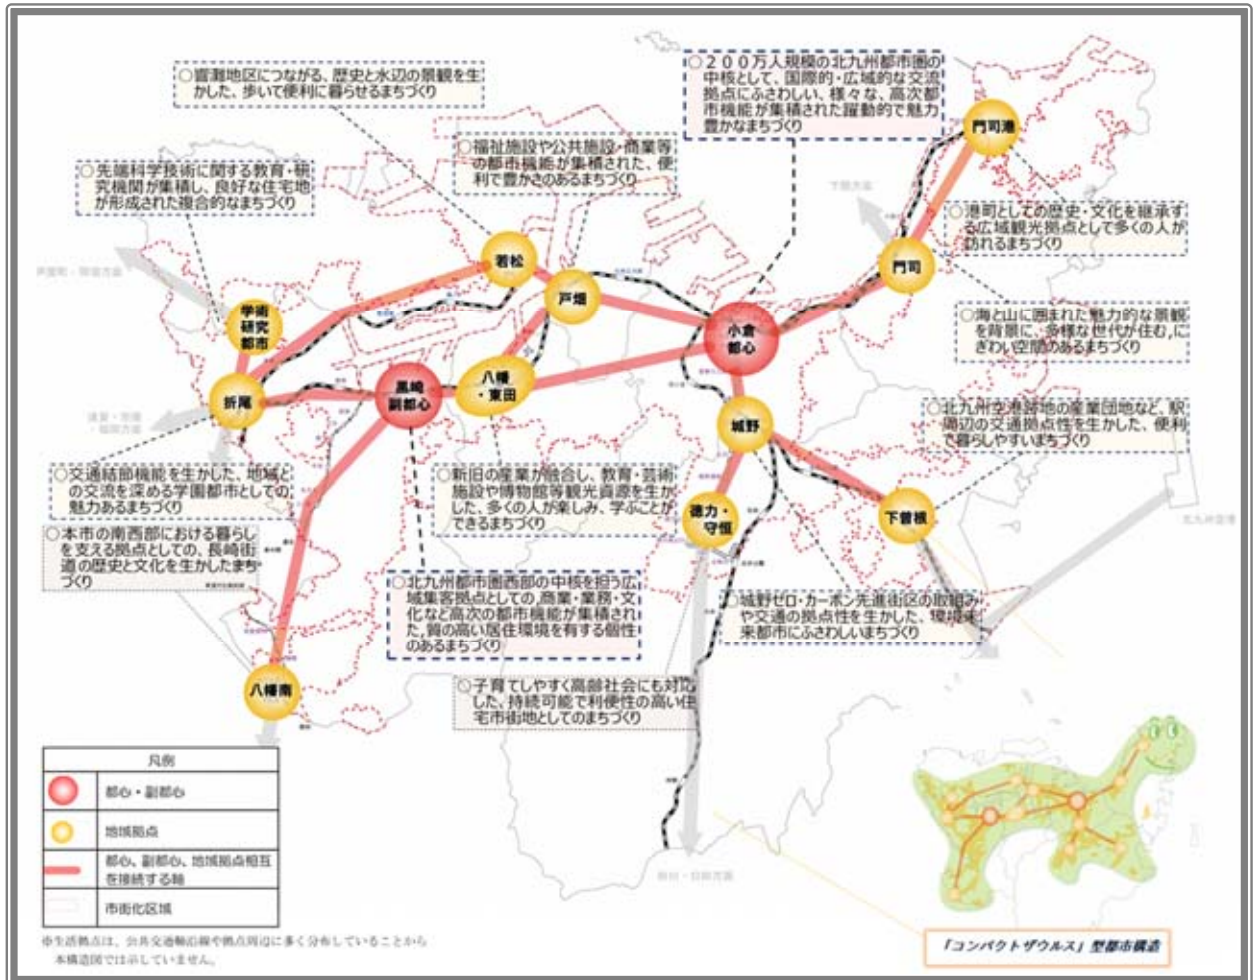 ○響灘地区につながる、歴史と水辺の景観を生
かした、歩いて便利に暮らせるまちづくり
○２００万人規模の北九州都市圏の
中核として、国際的・広域的な交流
拠点にふさわしい、様々な、高次都
市機能が集積された躍動的で魅力
豊かなまちづくり
○福祉施設や公共施設・商業等
の都市機能が集積された、便
利で豊かさのあるまちづくり
○先端科学技術に関する教育・研
究機関が集積し、良好な住宅地
が形成された複合的なまちづくり
門司港
下関方面
○港町としての歴史・文化を継承す
る広域観光拠点として多くの人が
訪れるまちづくり
若松
門司
戸畑
学術
研究
都市
小倉
都心
○海と山に囲まれた魅力的な景観
を背景に、多様な世代が住む，に
ぎわい空間のあるまちづくり
折尾
黒崎
副都心
八幡
・東田
城野
○北九州空港跡地の産業団地など、駅
周辺の交通拠点性を生かした、便利
で暮らしやすいまちづくり
○交通結節機能を生かした、地域と
の交流を深める学園都市としての
魅力あるまちづくり
○新旧の産業が融合し、教育・芸術
施設や博物館等観光資源を生か
した、多くの人が楽しみ、学ぶことが
できるまちづくり
徳力・
守恒
下曽根
北九州空港
○本市の南西部における暮らし
を支える拠点としての、長崎街
道の歴史と文化を生かしたまち
づくり
○北九州都市圏西部の中核を担う広
域集客拠点としての，商業・業務・文
化など高次の都市機能が集積され
た，質の高い居住環境を有する個性
のあるまちづくり
○城野ゼロ・カーボン先進街区の取組み
や交通の拠点性を生かした、環境未
来都市にふさわしいまちづくり
八幡南
○子育てしやすく高齢社会にも対応
した、持続可能で利便性の高い住
宅市街地としてのまちづくり
凡例
都心・副都心
地域拠点
都心、副都心、地域拠点相互
を接続する軸
市街化区域
※生活拠点は、公共交通軸沿線や拠点周辺に多く分布していることから
本構造図では示していません。
「コンパクトザウルス」型都市構造